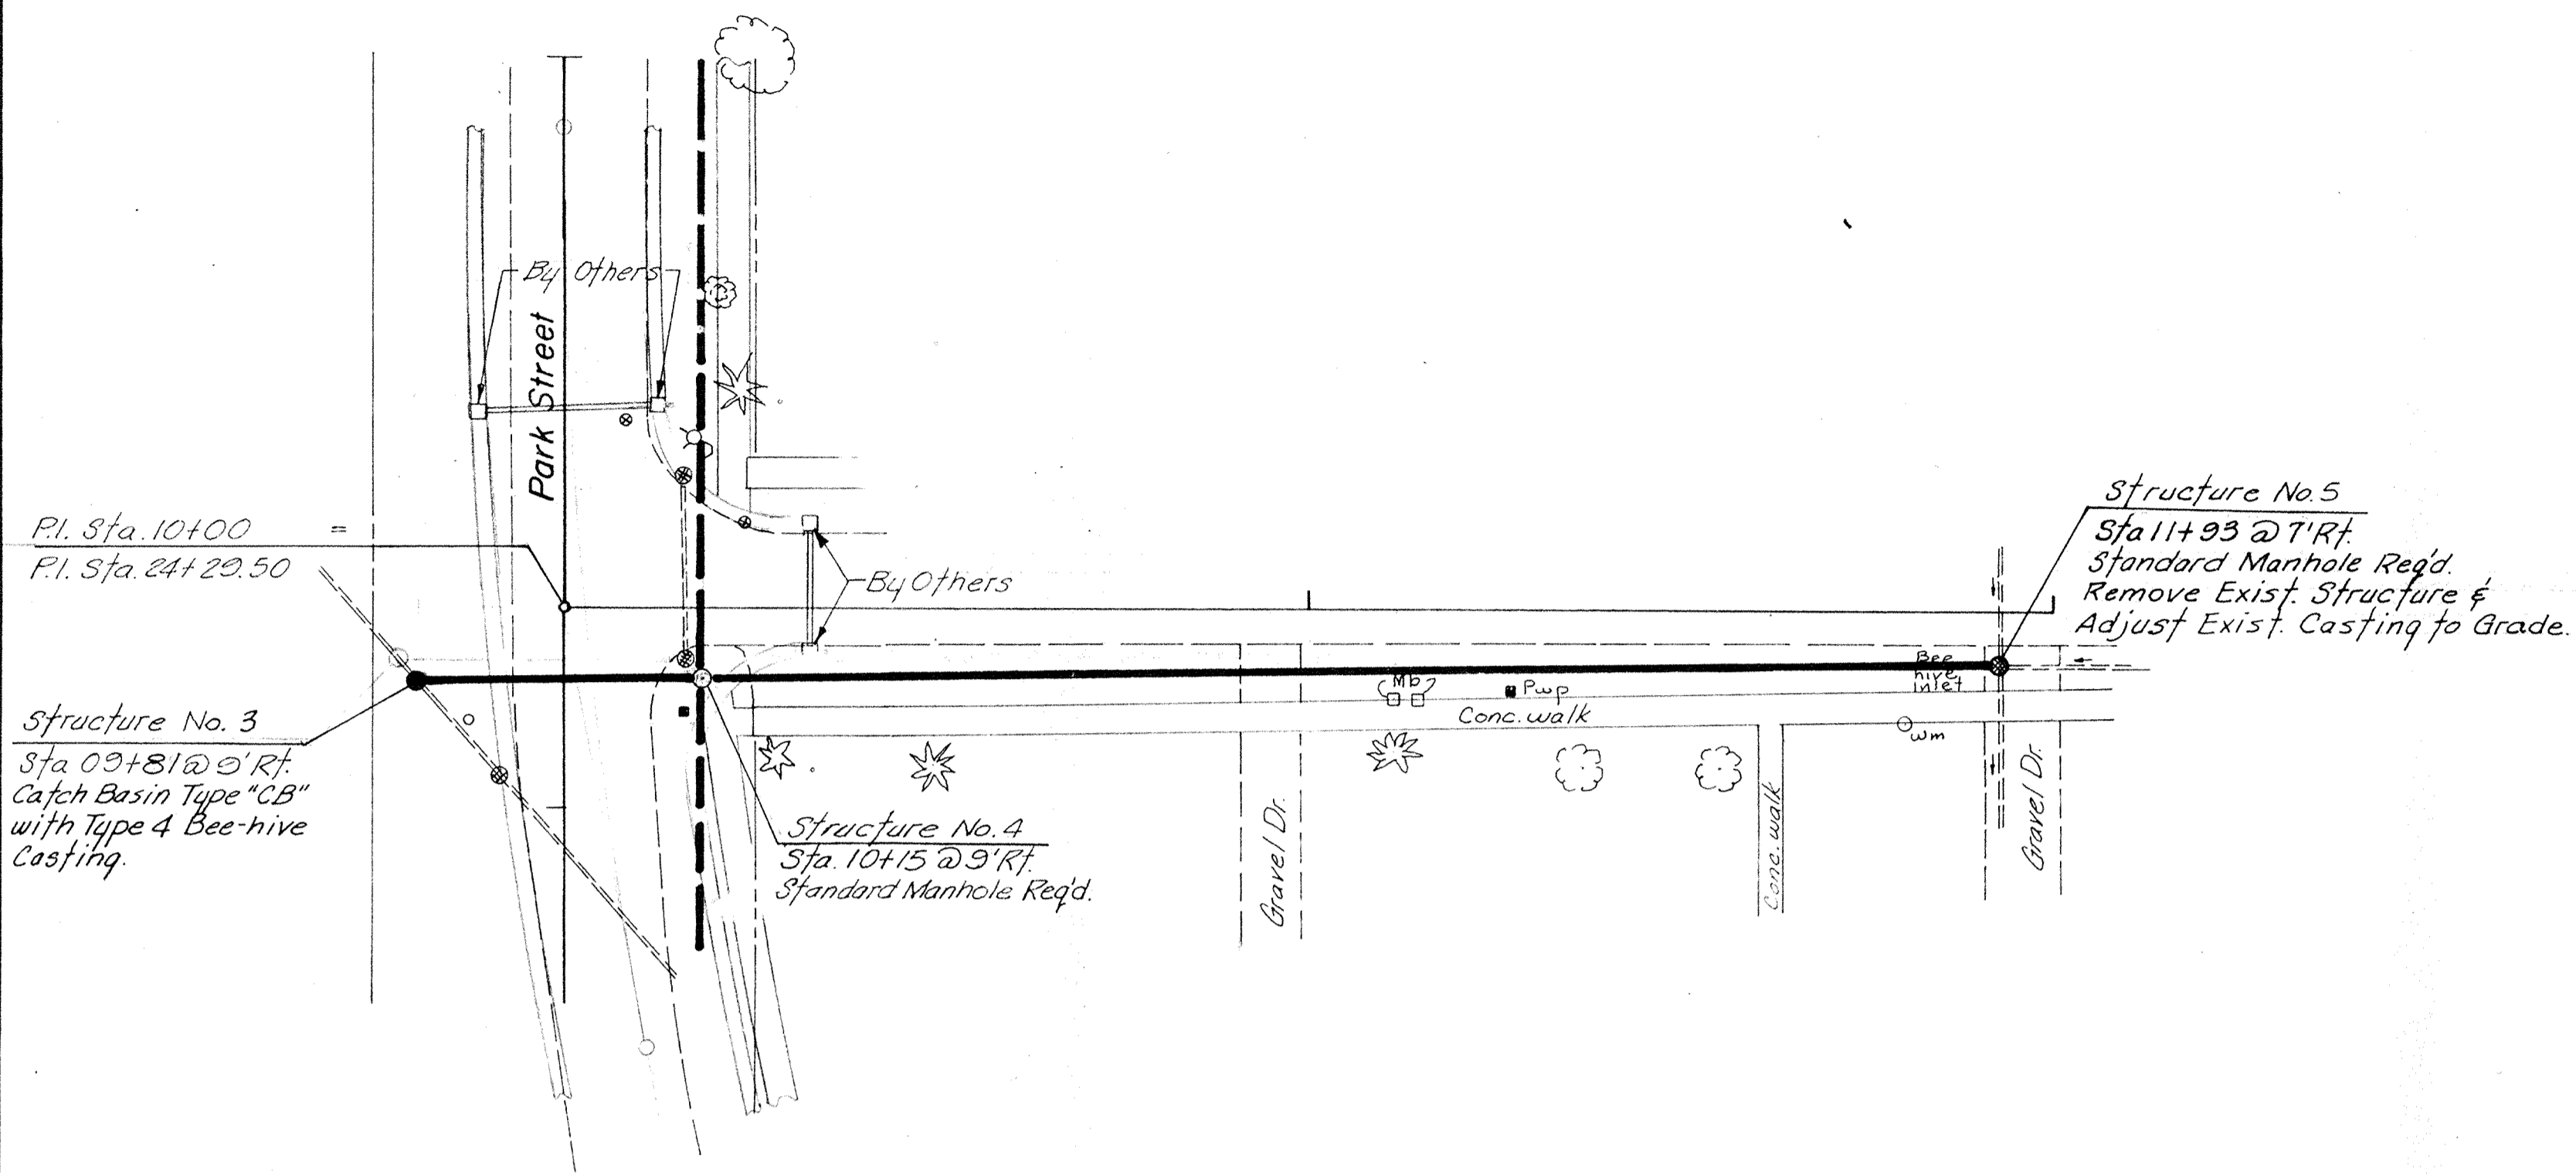 By Others
Park Street
P.I. Sta. 10+00 =
P.I. Sta. 24+29.50
By Others
Structure No. 5
Sta 11+93 @ 7' Rt.
Standard Manhole Req'd.
Remove Exist. Structure &
Adjust Exist. Casting to Grade.
Bee
hive
Inlet
Mb
Pwp
Conc. walk
wm
Structure No. 3
Sta 09+81 @ 9' Rt.
Catch Basin Type "CB"
with Type 4 Bee-hive
Casting.
Structure No. 4
Sta. 10+15 @ 9' Rt.
Standard Manhole Req'd.
Gravel Dr.
Conc. walk
Gravel Dr.